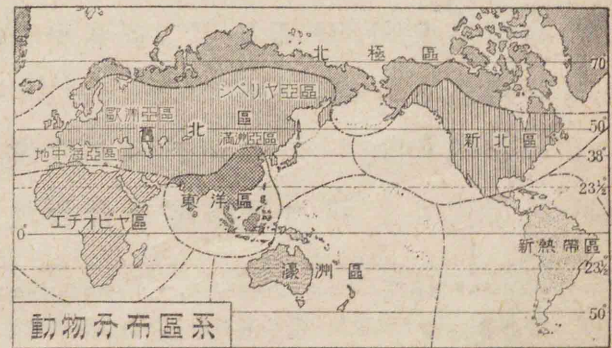 北極區
70
シベリヤ亞區
歐洲亞區
舊北區
滿洲亞區
新北區
50
地中海亞區
38
23½
東洋區
エチオピヤ區
0°
新熱帶區
濠洲區
23½
50
動物分布區系